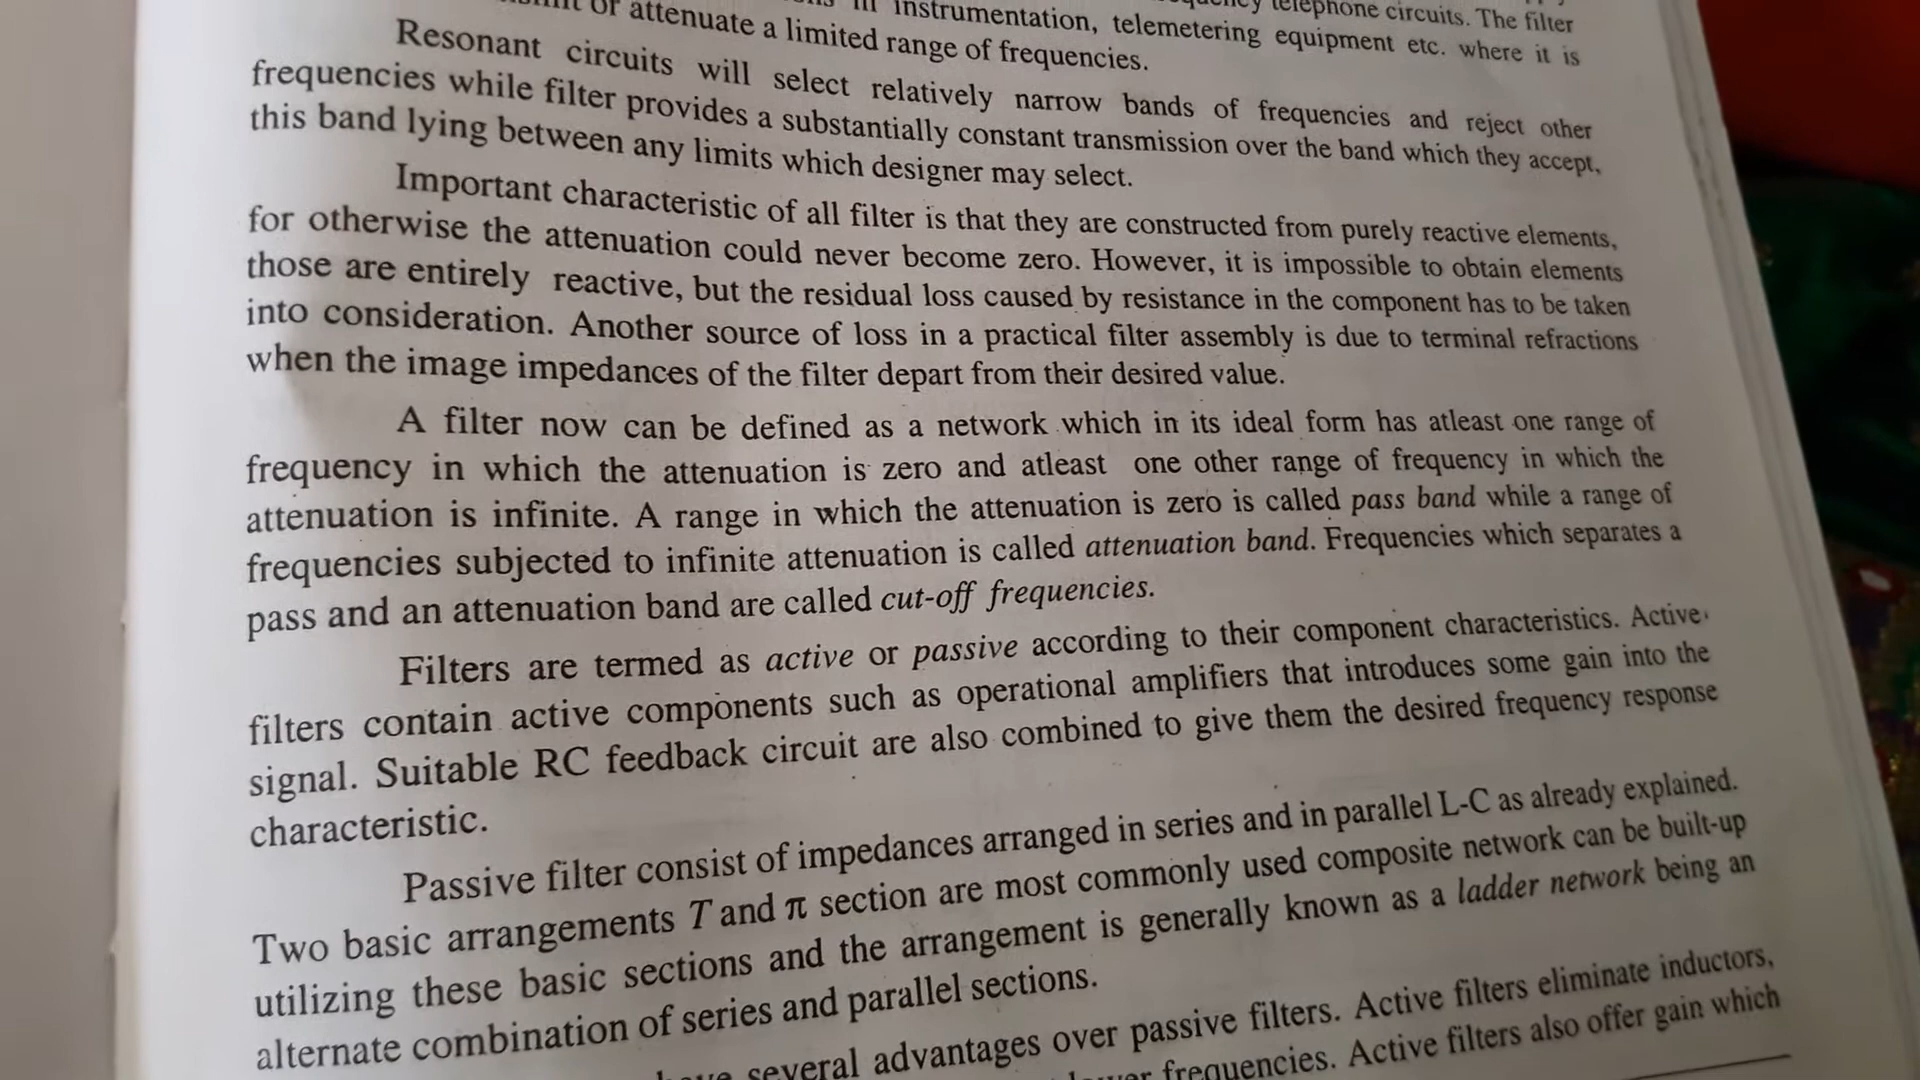 or attenuate a limited range of frequencies.
in instrumentation, telemetering equipment etc. where it is
telephone circuits. The filter
Resonant circuits will select relatively narrow bands of frequencies and reject other
frequencies while filter provides a substantially constant transmission over the band which they accept,
this band lying between any limits which designer may select.
Important characteristic of all filter is that they are constructed from purely reactive elements,
for otherwise the attenuation could never become zero. However, it is impossible to obtain elements
those are entirely reactive, but the residual loss caused by resistance in the component has to be taken
into consideration. Another source of loss in a practical filter assembly is due to terminal refractions
when the image impedances of the filter depart from their desired value.
A filter now can be defined as a network which in its ideal form has atleast one range of
frequency in which the attenuation is zero and atleast one other range of frequency in which the
attenuation is infinite. A range in which the attenuation is zero is called pass band while a range of
frequencies subjected to infinite attenuation is called attenuation band. Frequencies which separates a
pass and an attenuation band are called cut-off frequencies.
Filters are termed as active or passive according to their component characteristics. Active
filters contain active components such as operational amplifiers that introduces some gain into the
signal. Suitable RC feedback circuit are also combined to give them the desired frequency response
characteristic.
Passive filter consist of impedances arranged in series and in parallel L-C as already explained.
Two basic arrangements T and π section are most commonly used composite network can be built-up
utilizing these basic sections and the arrangement is generally known as a ladder network being an
alternate combination of series and parallel sections.
several advantages over passive filters. Active filters eliminate inductors,
frequencies. Active filters also offer gain which